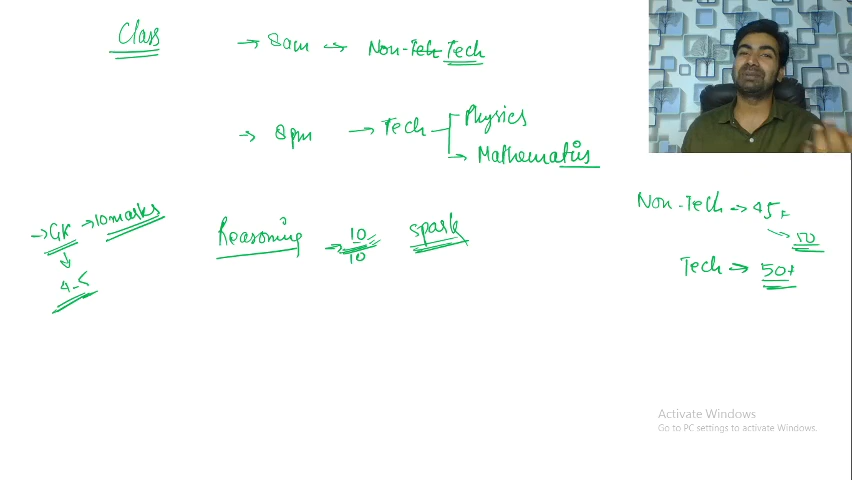 Class
→ 8am → Non-Tech Tech
→ 8pm → Tech
Physics
→ Mathematics
→ GK → 10 marks
↓
4-5
Reasoning → 10/10 spark
Non-Tech → 45+
→ 50
Tech → 50+
Activate Windows
Go to PC settings to activate Windows.